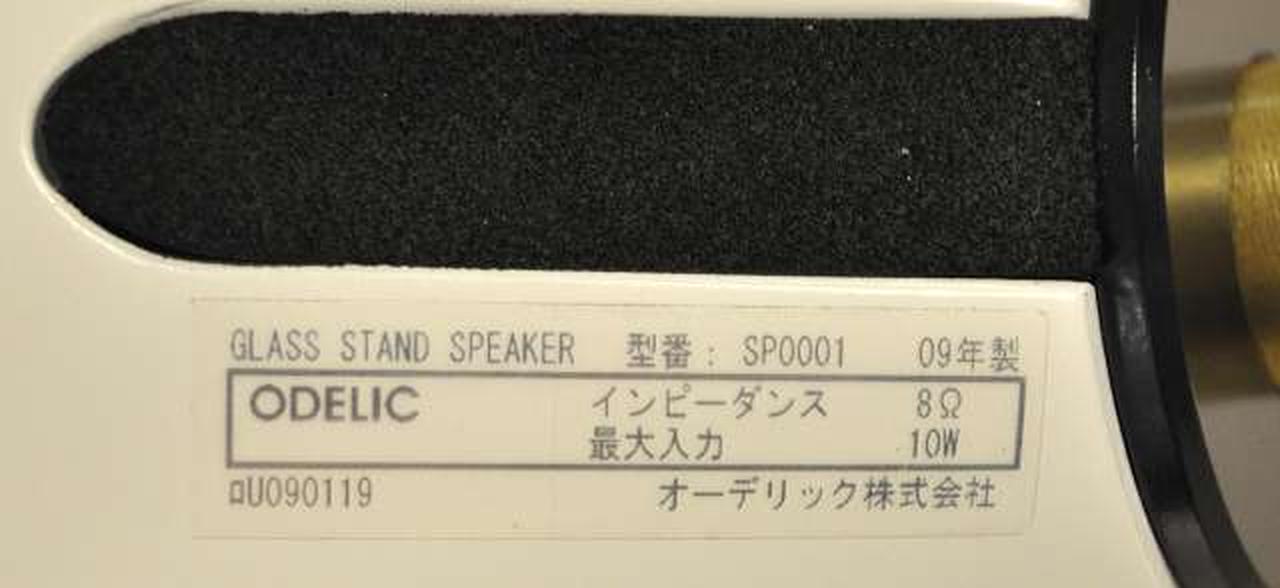 GLASS STAND SPEAKER 型番： SP0001 09年製
ODELIC インピーダンス 8Ω
最大入力 10W
¤U090119 オーデリック株式会社